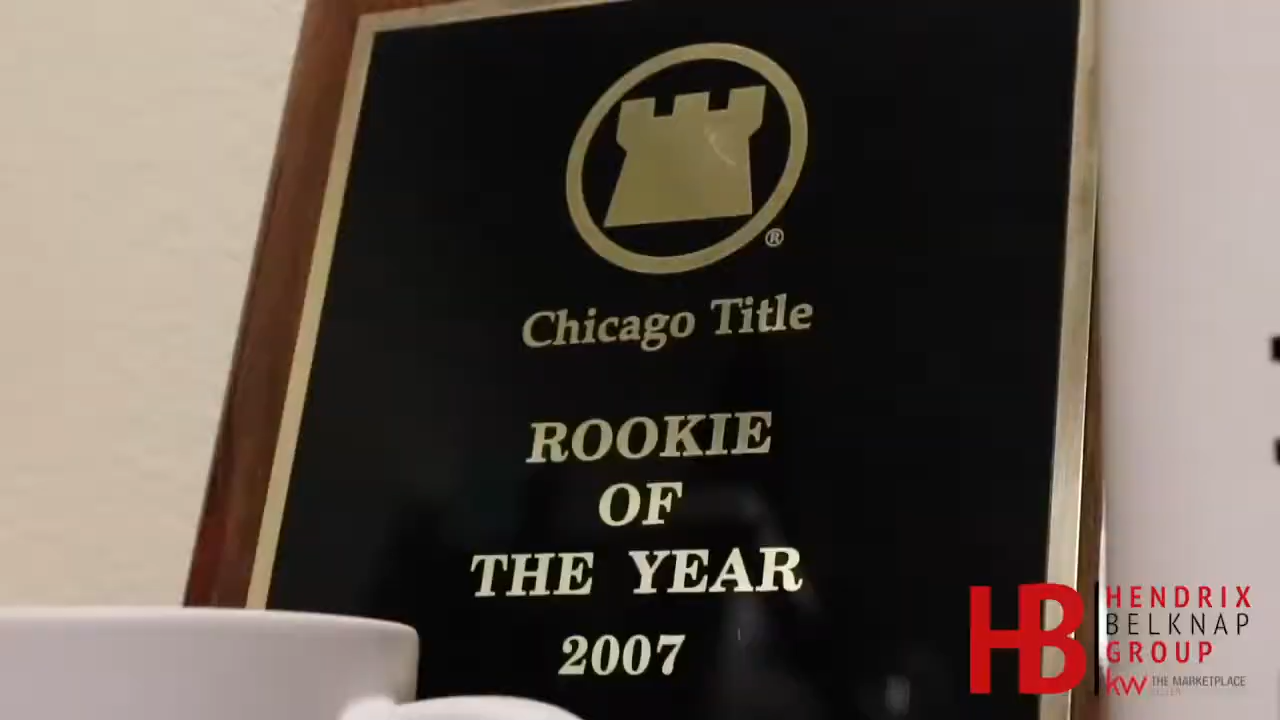 ®
Chicago Title
ROOKIE
OF
THE YEAR
2007
HB
HENDRIX
BELKNAP
GROUP
kw THE MARKETPLACE